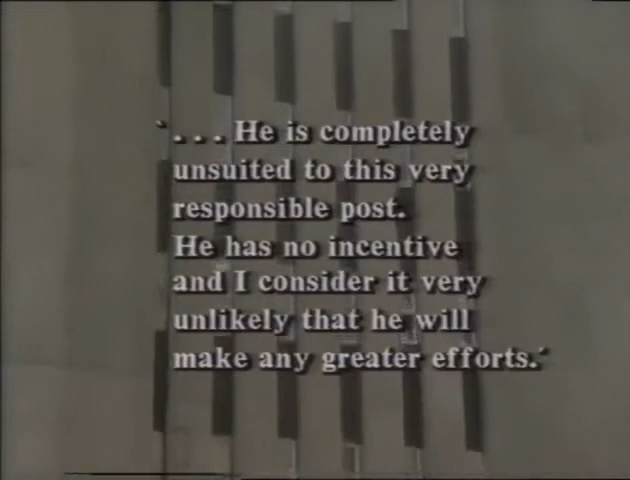 ‘. . . He is completely
unsuited to this very
responsible post.
He has no incentive
and I consider it very
unlikely that he will
make any greater efforts.’